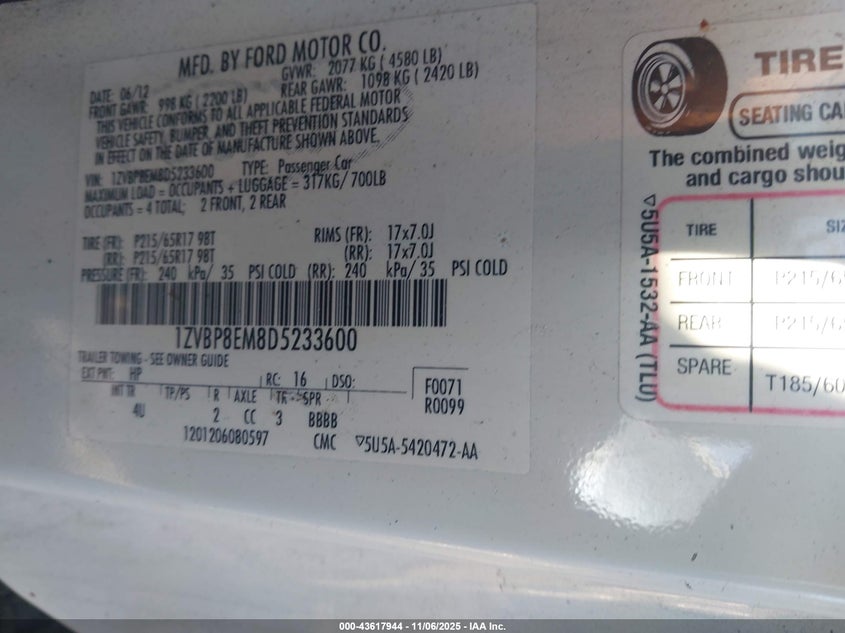 MFD. BY FORD MOTOR CO.
DATE: 06/12 GVWR: 2077 KG ( 4580 LB)
FRONT GAWR: 998 KG ( 2200 LB) REAR GAWR: 1098 KG ( 2420 LB)
THIS VEHICLE CONFORMS TO ALL APPLICABLE FEDERAL MOTOR
VEHICLE SAFETY, BUMPER, AND THEFT PREVENTION STANDARDS
IN EFFECT ON THE DATE OF MANUFACTURE SHOWN ABOVE.
VIN: 1ZVBP8EM8D5233600 TYPE: Passenger Car
MAXIMUM LOAD = OCCUPANTS + LUGGAGE = 317KG/ 700LB
OCCUPANTS = 4 TOTAL; 2 FRONT, 2 REAR
TIRE (FR): P215/65R17 98T RIMS (FR): 17x7.0J
(RR): P215/65R17 98T (RR): 17x7.0J
PRESSURE (FR): 240 kPa/ 35 PSI COLD (RR): 240 kPa/ 35 PSI COLD
1ZVBP8EM8D5233600
TRAILER TOWING - SEE OWNER GUIDE
EXT PNT: HP RC: 16 DSO: F0071
INT TR TP/PS R AXLE TR SPR R0099
4U 2 CC 3 BBBB
1201206080597 CMC ▽5U5A-5420472-AA
TIRE
SEATING CA
The combined weig
and cargo shou
▽5U5A-1532-AA (TLU)
TIRE SIZ
FRONT P215/65
REAR P215/65
SPARE T185/60
000-43617944 - 11/06/2025 - IAA Inc.